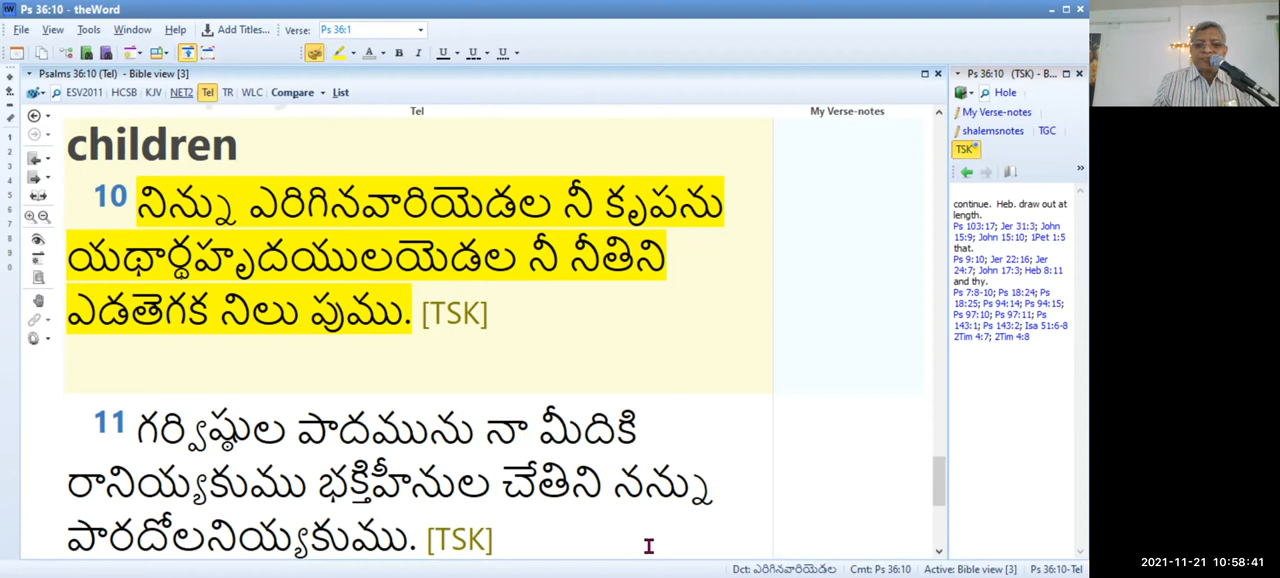 Ps 36:10 - theWord
File View Tools Window Help Add Titles... Verse: Ps 36:1
B I U U U
Psalms 36:10 (Tel) - Bible view [3]
ESV2011 HCSB KJV NET2 Tel TR WLC Compare List
Tel My Verse-notes
children
10 నిన్ను ఎరిగినవారియెడల నీ కృపను
యథార్థహృదయులయెడల నీ నీతిని
ఎడతెగక నిలు పుము. [TSK]
11 గర్విష్ఠుల పాదమును నా మీదికి
రానియ్యకుము భక్తిహీనుల చేతిని నన్ను
పారదోలనియ్యకుము. [TSK]
Ps 36:10 (TSK) - B...
Hole
My Verse-notes
shalemsnotes TGC
TSK
continue. Heb. draw out at
length.
Ps 103:17; Jer 31:3; John
15:9; John 15:10; 1Pet 1:5
that.
Ps 9:10; Jer 22:16; Jer
24:7; John 17:3; Heb 8:11
and thy.
Ps 7:8-10; Ps 18:24; Ps
18:25; Ps 94:14; Ps 94:15;
Ps 97:10; Ps 97:11; Ps
143:1; Ps 143:2; Isa 51:6-8
2Tim 4:7; 2Tim 4:8
Dct: ఎరిగినవారియెడల Cmt: Ps 36:10 Active: Bible view [3] Ps 36:10-Tel
2021-11-21 10:58:41